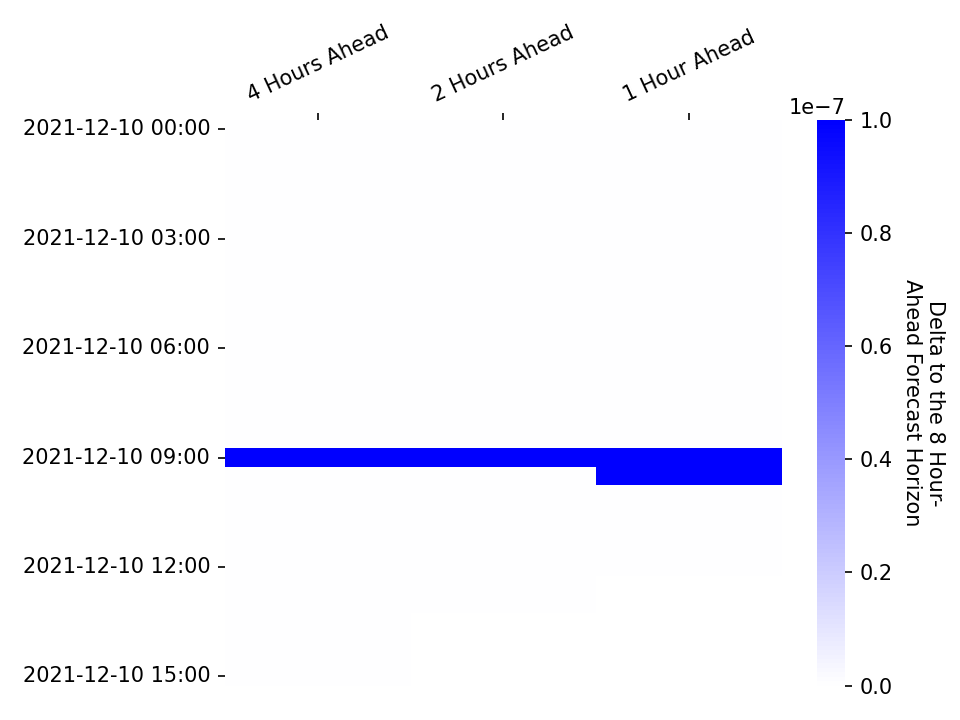 4 Hours Ahead
2 Hours Ahead
1 Hour Ahead
2021-12-10 00:00
2021-12-10 03:00
2021-12-10 06:00
2021-12-10 09:00
2021-12-10 12:00
2021-12-10 15:00
1e−7
1.0
0.8
0.6
0.4
0.2
0.0
Delta to the 8 Hour-
Ahead Forecast Horizon